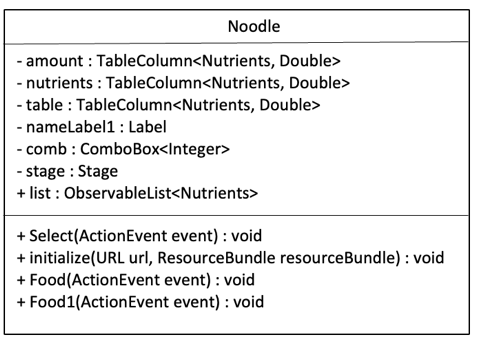 Noodle
- amount : TableColumn<Nutrients, Double>
- nutrients : TableColumn<Nutrients, Double>
- table : TableColumn<Nutrients, Double>
- nameLabel1 : Label
- comb : ComboBox<Integer>
- stage : Stage
+ list : ObservableList<Nutrients>
+ Select(ActionEvent event) : void
+ initialize(URL url, ResourceBundle resourceBundle) : void
+ Food(ActionEvent event) : void
+ Food1(ActionEvent event) : void